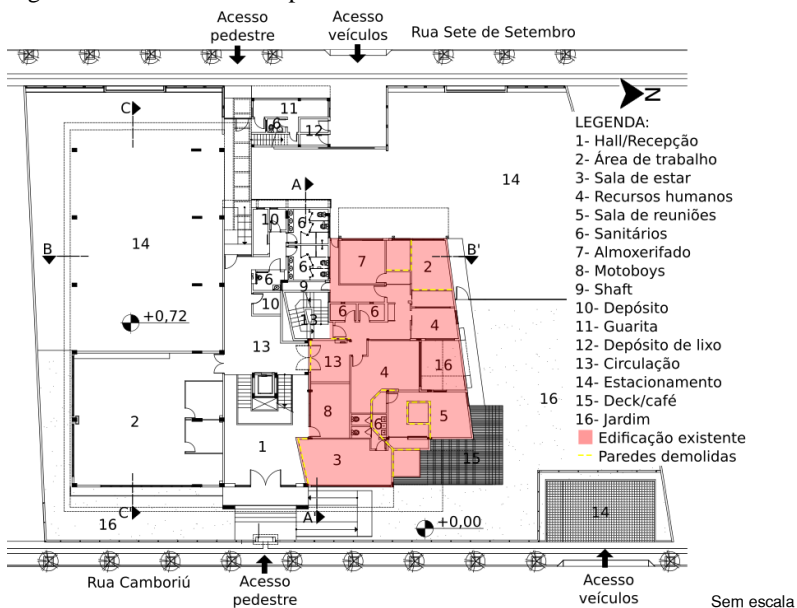 Acesso
pedestre
Acesso
veículos
Rua Sete de Setembro
N
LEGENDA:
1- Hall/Recepção
2- Área de trabalho
3- Sala de estar
4- Recursos humanos
5- Sala de reuniões
6- Sanitários
7- Almoxerifado
8- Motoboys
9- Shaft
10- Depósito
11- Guarita
12- Depósito de lixo
13- Circulação
14- Estacionamento
15- Deck/café
16- Jardim
Edificação existente
Paredes demolidas
C
11
6
12
A
14
10
6
14
B
7
2
B'
6
6
9
10
13
6
6
4
+0,72
13
13
4
16
16
2
8
6
5
1
3
15
C'
A'
16
+0,00
14
Rua Camboriú
Acesso
pedestre
Acesso
veículos
Sem escala